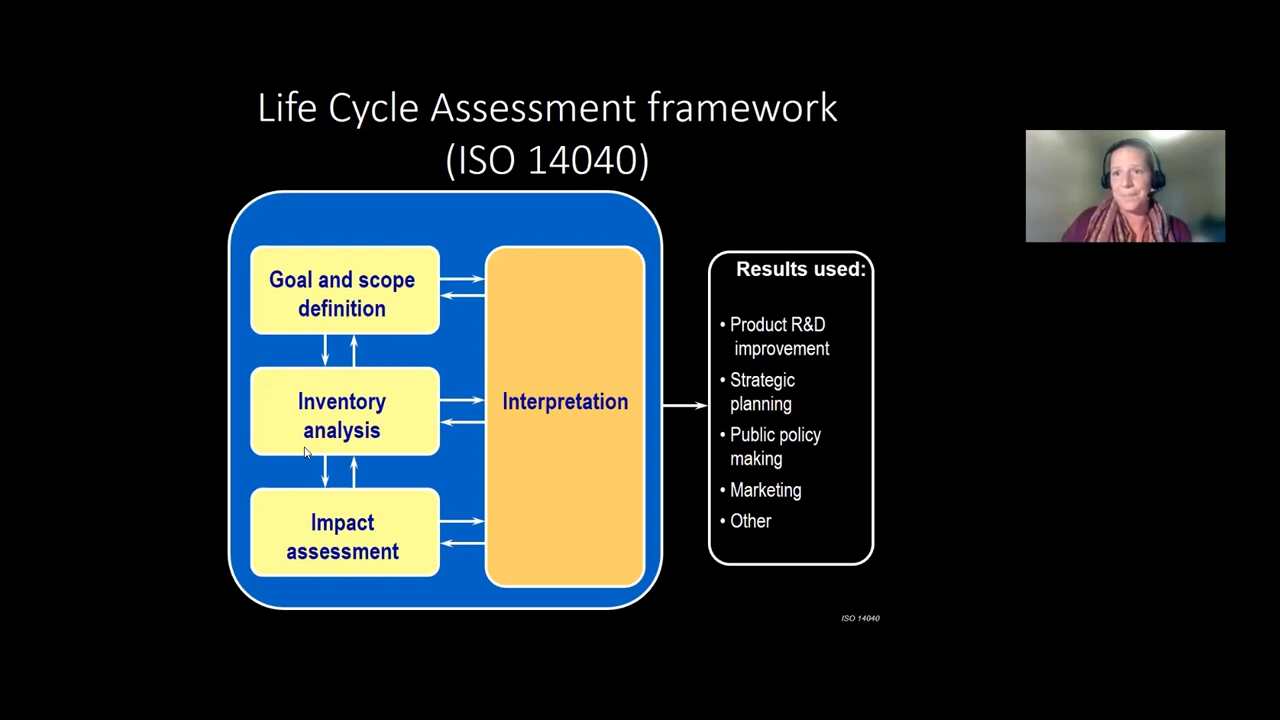 Life Cycle Assessment framework
(ISO 14040)
Goal and scope
definition
Inventory
analysis
Impact
assessment
Interpretation
Results used:
• Product R&D
improvement
• Strategic
planning
• Public policy
making
• Marketing
• Other
ISO 14040